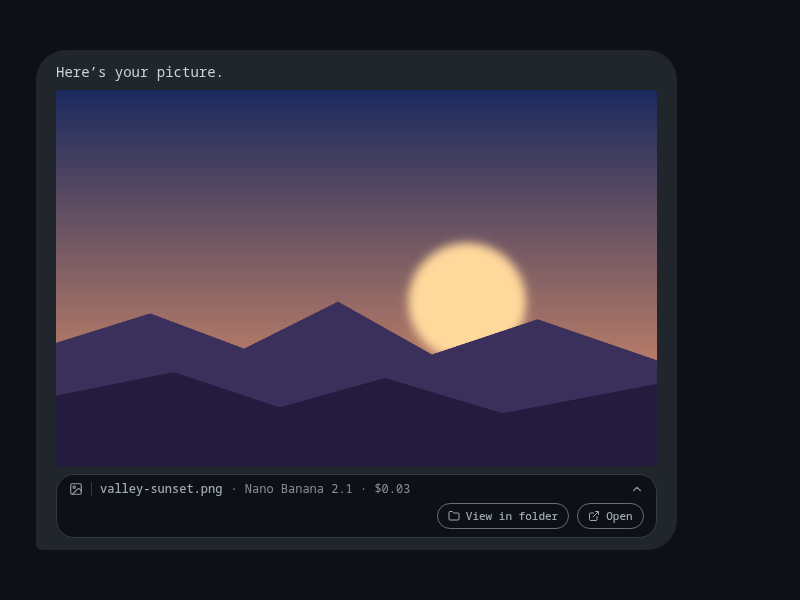 Here’s your picture.
valley-sunset.png · Nano Banana 2.1 · $0.03
View in folder
Open